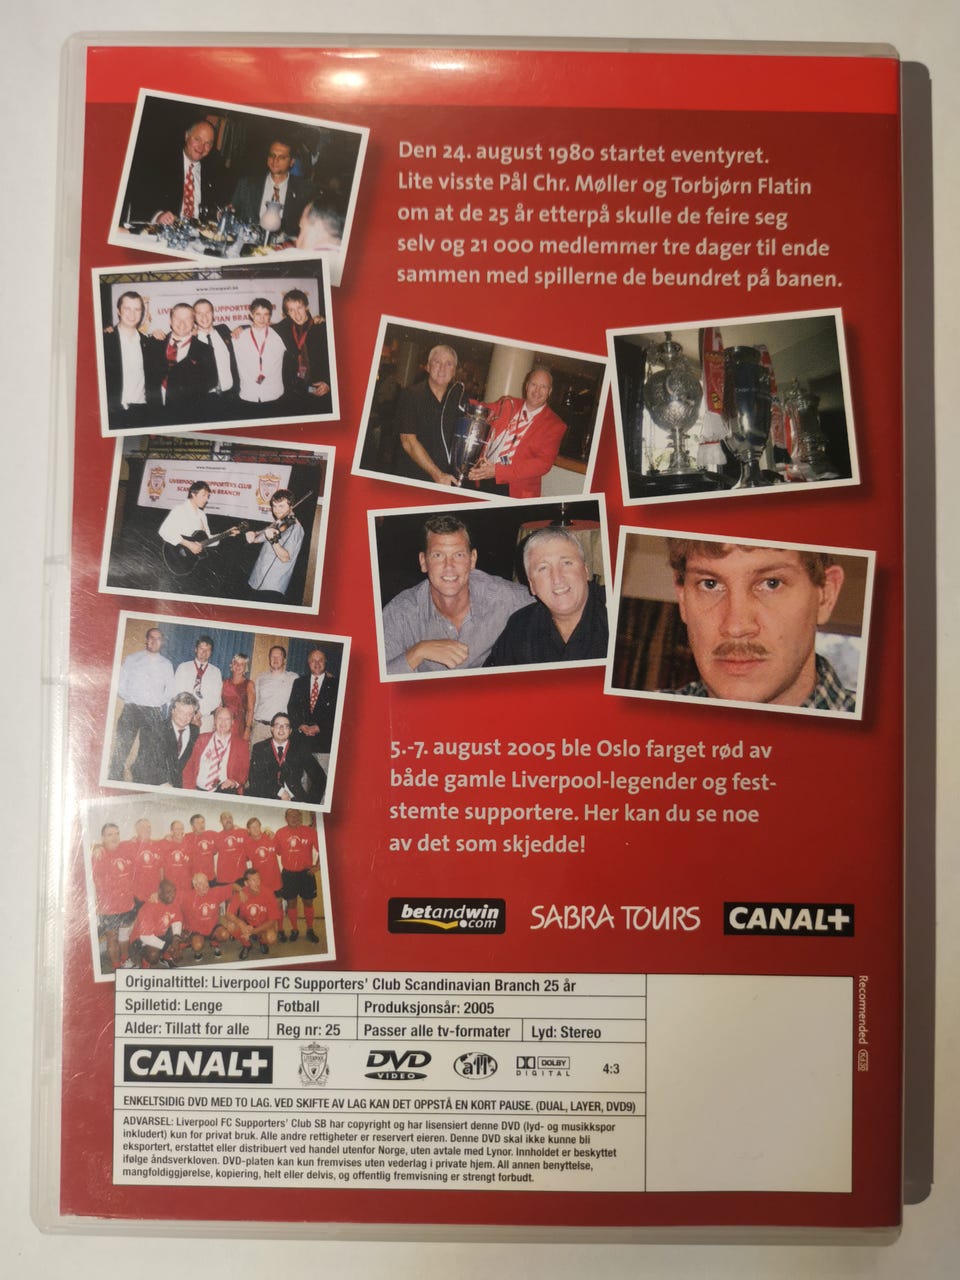 Den 24. august 1980 startet eventyret.
Lite visste Pål Chr. Møller og Torbjørn Flatin
om at de 25 år etterpå skulle de feire seg
selv og 21 000 medlemmer tre dager til ende
sammen med spillerne de beundret på banen.
www.liverpool.no
LIVERPOOL SUPPORTERS CLUB
SCANDINAVIAN BRANCH
5.-7. august 2005 ble Oslo farget rød av
både gamle Liverpool-legender og fest-
stemte supportere. Her kan du se noe
av det som skjedde!
betandwin
.com
SABRA TOURS
CANAL+
Originaltittel: Liverpool FC Supporters' Club Scandinavian Branch 25 år
Spilletid: Lenge Fotball Produksjonsår: 2005
Alder: Tillatt for alle Reg nr: 25 Passer alle tv-formater Lyd: Stereo
CANAL+ DVD VIDEO all DOLBY DIGITAL 4:3
ENKELTSIDIG DVD MED TO LAG. VED SKIFTE AV LAG KAN DET OPPSTÅ EN KORT PAUSE. (DUAL, LAYER, DVD9)
ADVARSEL: Liverpool FC Supporters' Club SB har copyright og har lisensiert denne DVD (lyd- og musikkspor
inkludert) kun for privat bruk. Alle andre rettigheter er reservert eieren. Denne DVD skal ikke kunne bli
eksportert, erstattet eller distribuert ved handel utenfor Norge, uten avtale med Lynor. Innholdet er beskyttet
ifølge åndsverkloven. DVD-platen kan kun fremvises uten vederlag i private hjem. All annen benyttelse,
mangfoldiggjørelse, kopiering, helt eller delvis, og offentlig fremvisning er strengt forbudt.
Recommended